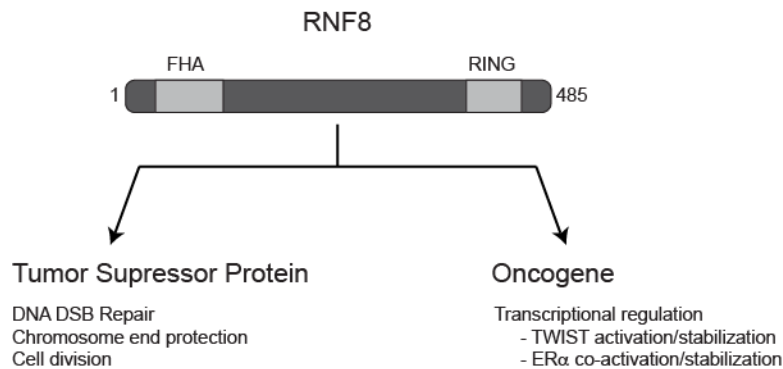 RNF8
FHA RING
1 485
Tumor Supressor Protein
DNA DSB Repair
Chromosome end protection
Cell division
Oncogene
Transcriptional regulation
- TWIST activation/stabilization
- ERα co-activation/stabilization